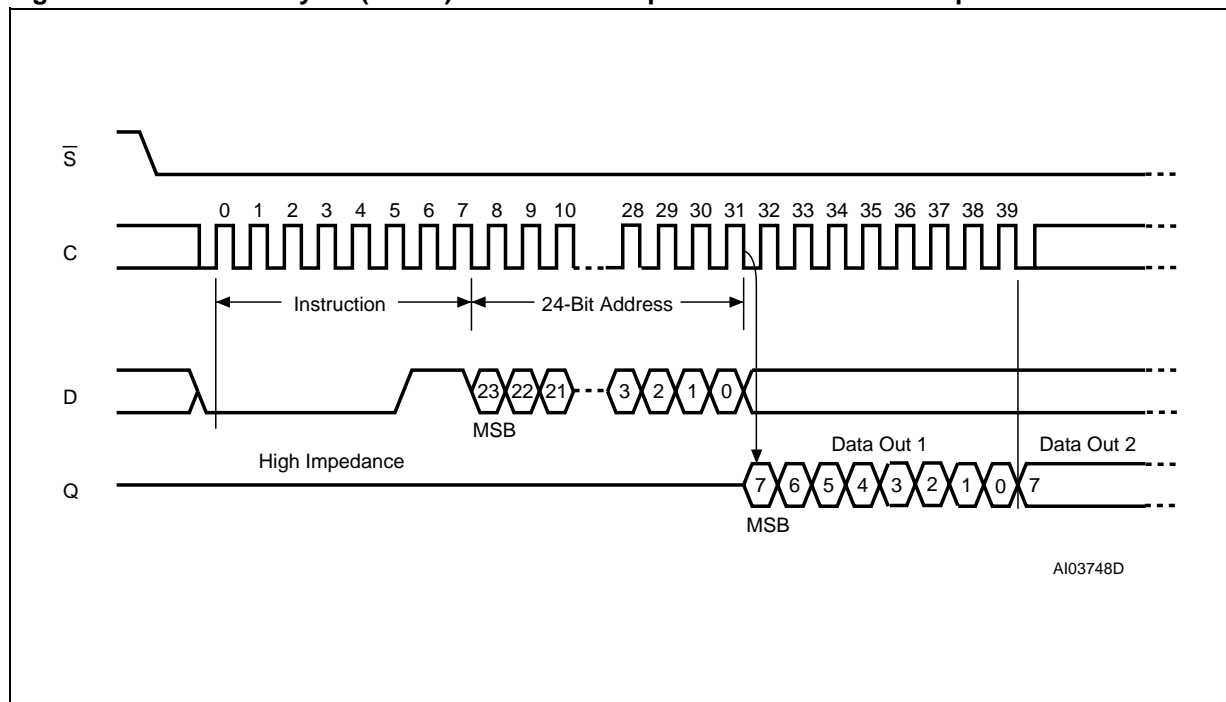 S
0 1 2 3 4 5 6 7 8 9 10 28 29 30 31 32 33 34 35 36 37 38 39
C
Instruction 24-Bit Address
D
23 22 21 3 2 1 0
MSB
High Impedance Data Out 1 Data Out 2
Q
7 6 5 4 3 2 1 0 7
MSB
AI03748D